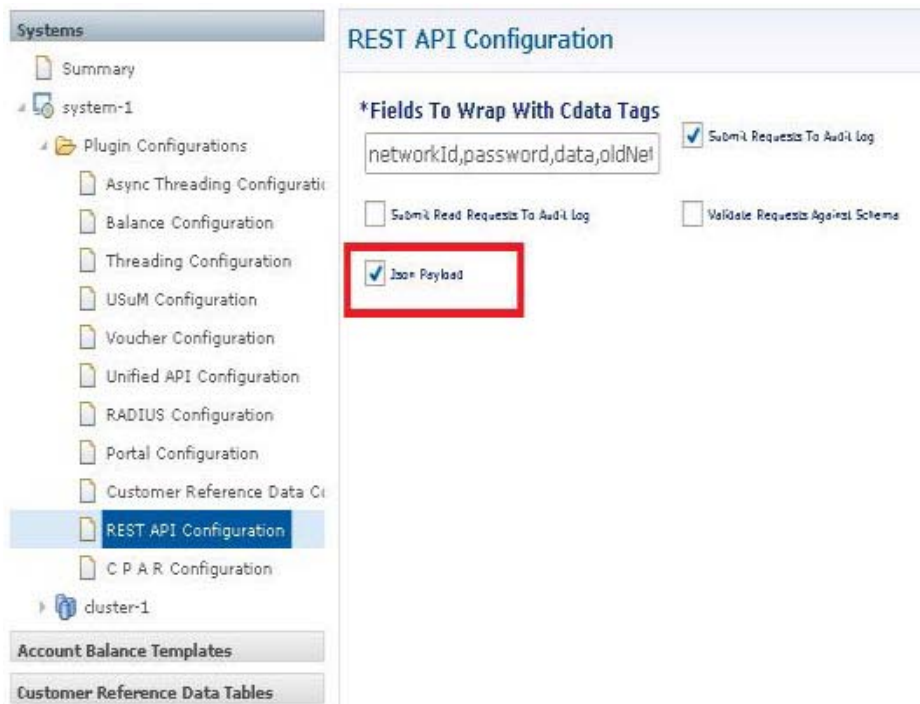 Systems
Summary
system-1
Plugin Configurations
Async Threading Configuratic
Balance Configuration
Threading Configuration
USuM Configuration
Voucher Configuration
Unified API Configuration
RADIUS Configuration
Portal Configuration
Customer Reference Data Co
REST API Configuration
C P A R Configuration
cluster-1
Account Balance Templates
Customer Reference Data Tables
REST API Configuration
*Fields To Wrap With Cdata Tags
networkId,password,data,oldNet
Submit Requests To Audit Log
Submit Read Requests To Audit Log
Validate Requests Against Schema
Json Payload